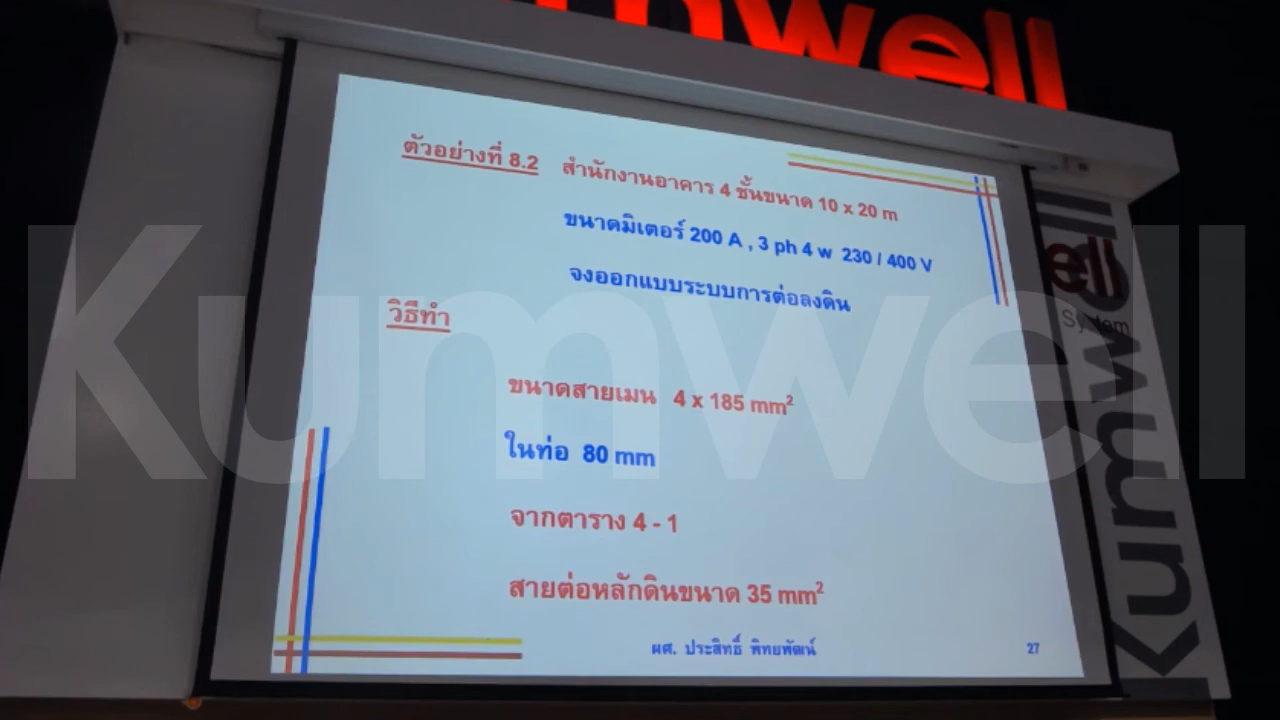 Kumwell
ตัวอย่างที่ 8.2 สำนักงานอาคาร 4 ชั้นขนาด 10 x 20 m
ขนาดมิเตอร์ 200 A , 3 ph 4 w 230 / 400 V
จงออกแบบระบบการต่อลงดิน
วิธีทำ
ขนาดสายเมน 4 x 185 mm²
ในท่อ 80 mm
จากตาราง 4 - 1
สายต่อหลักดินขนาด 35 mm²
ผศ. ประสิทธิ์ พิทยพัฒน์ 27
ell
System
Kumwell
Kumwell